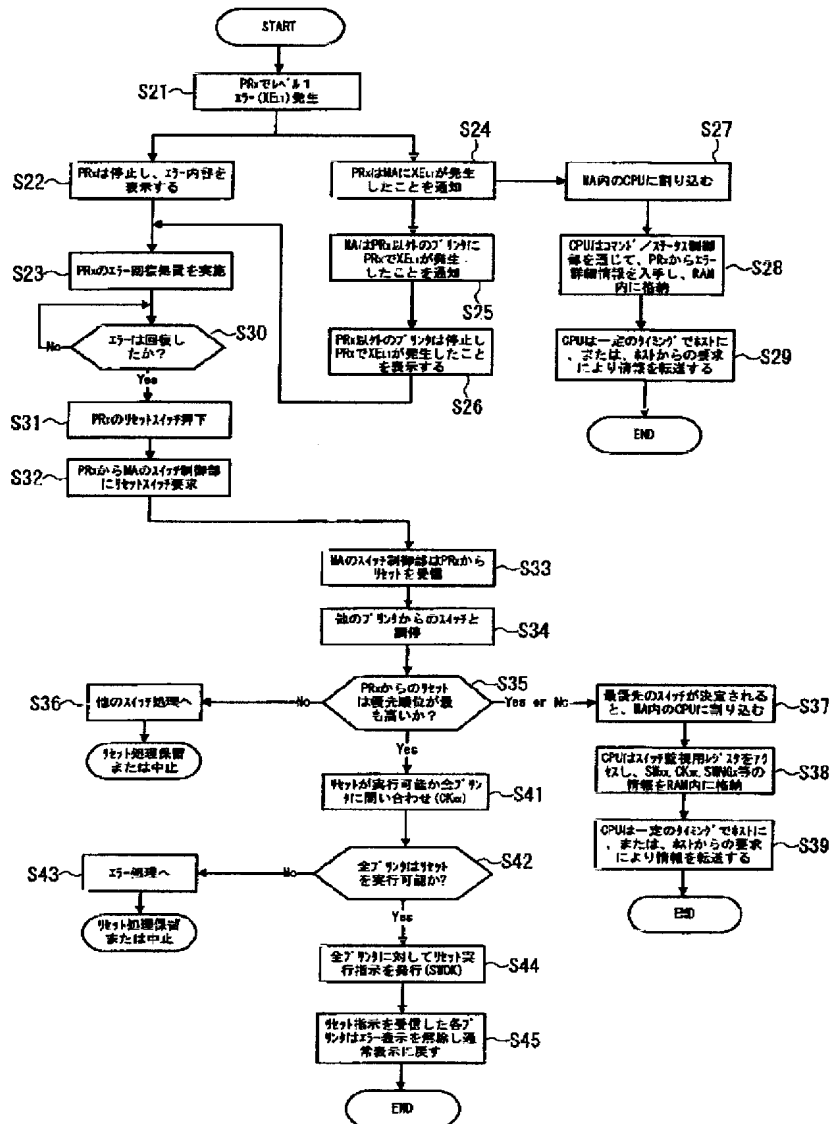 START
S21
PRxでレベル1
エラー(XEL1)発生
S22
PRxは停止し、エラー内容を
表示する
S24
PRxはMAにXEL1が発生
したことを通知
S27
MA内のCPUに割り込む
S23
PRxのエラー回復処置を実施
MAはPRx以外のプリンタに
PRxでXEL1が発生
したことを通知
S25
CPUはコマンド／ステータス制御
部を通じて、PRxからエラー
詳細情報を入手し、RAM
内に格納
S28
エラーは回復し
たか？
S30
No
Yes
PRx以外のプリンタは停止し
PRxでXEL1が発生したこと
を表示する
S26
CPUは一定のタイミングでホストに
、または、ホストからの要求
により情報を転送する
S29
END
S31
PRxのリセットスイッチ押下
S32
PRxからMAのスイッチ制御部
にリセットスイッチ要求
MAのスイッチ制御部はPRxから
リセットを受信
S33
他のプリンタからのスイッチと
調停
S34
PRxからのリセット
は優先順位が最
も高いか？
S35
No
Yes or No
Yes
S36
他のスイッチ処理へ
リセット処理保留
または中止
最優先のスイッチが決定される
と、MA内のCPUに割り込む
S37
CPUはスイッチ監視用レジスタをアク
セスし、SWxx,CKxx,SWNGx等の
情報をRAM内に格納
S38
CPUは一定のタイミングでホストに
、または、ホストからの要求
により情報を転送する
S39
END
リセットが実行可能か全プリン
タに問い合わせ(CKxx)
S41
全プリンタはリセット
を実行可能か?
S42
No
Yes
S43
エラー処理へ
リセット処理保留
または中止
全プリンタに対してリセット実
行指示を発行(SWOK)
S44
リセット指示を受信した各プ
リンタはエラー表示を解除し通
常表示に戻す
S45
END